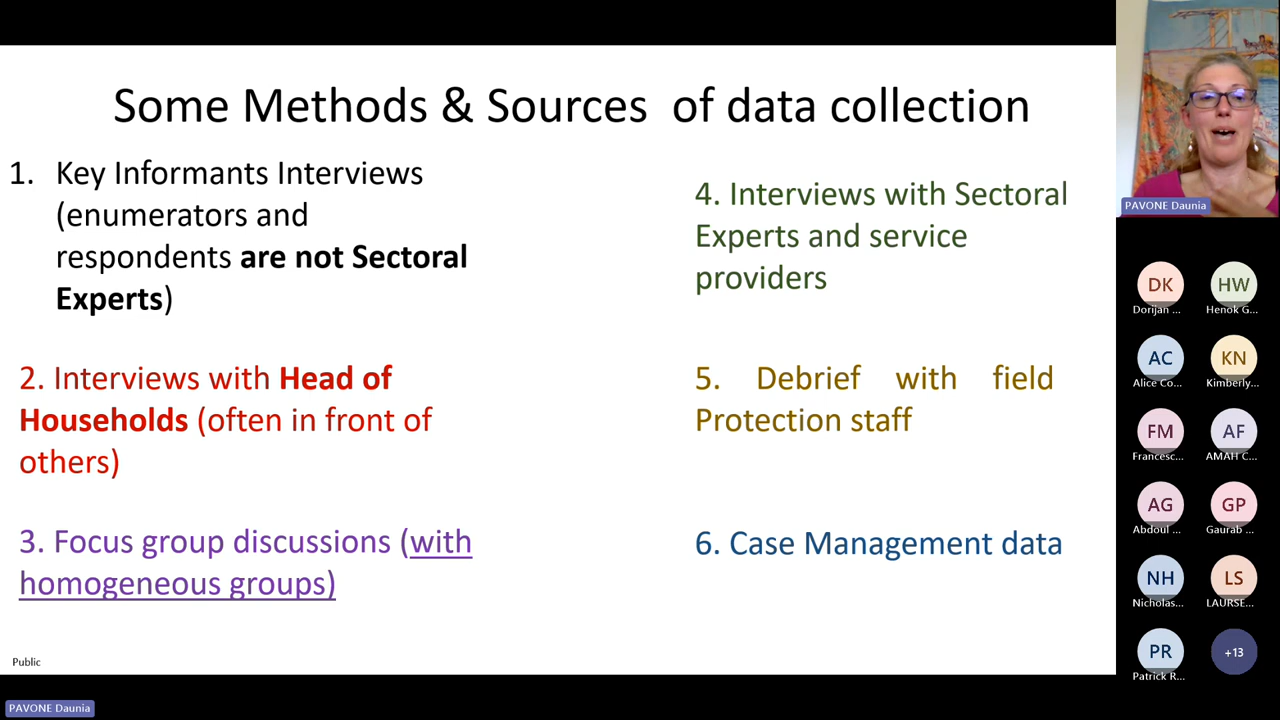 Some Methods & Sources of data collection
1. Key Informants Interviews
(enumerators and
respondents are not Sectoral
Experts)
2. Interviews with Head of
Households (often in front of
others)
3. Focus group discussions (with
homogeneous groups)
4. Interviews with Sectoral
Experts and service
providers
5. Debrief with field
Protection staff
6. Case Management data
Public
PAVONE Daunia
PAVONE Daunia
DK
Dorijan ...
HW
Henok G...
AC
Alice Co...
KN
Kimberly...
FM
Francesc...
AF
AMAH C...
AG
Abdoul ...
GP
Gaurab ...
NH
Nicholas...
LS
LAURSE...
PR
Patrick R...
+13